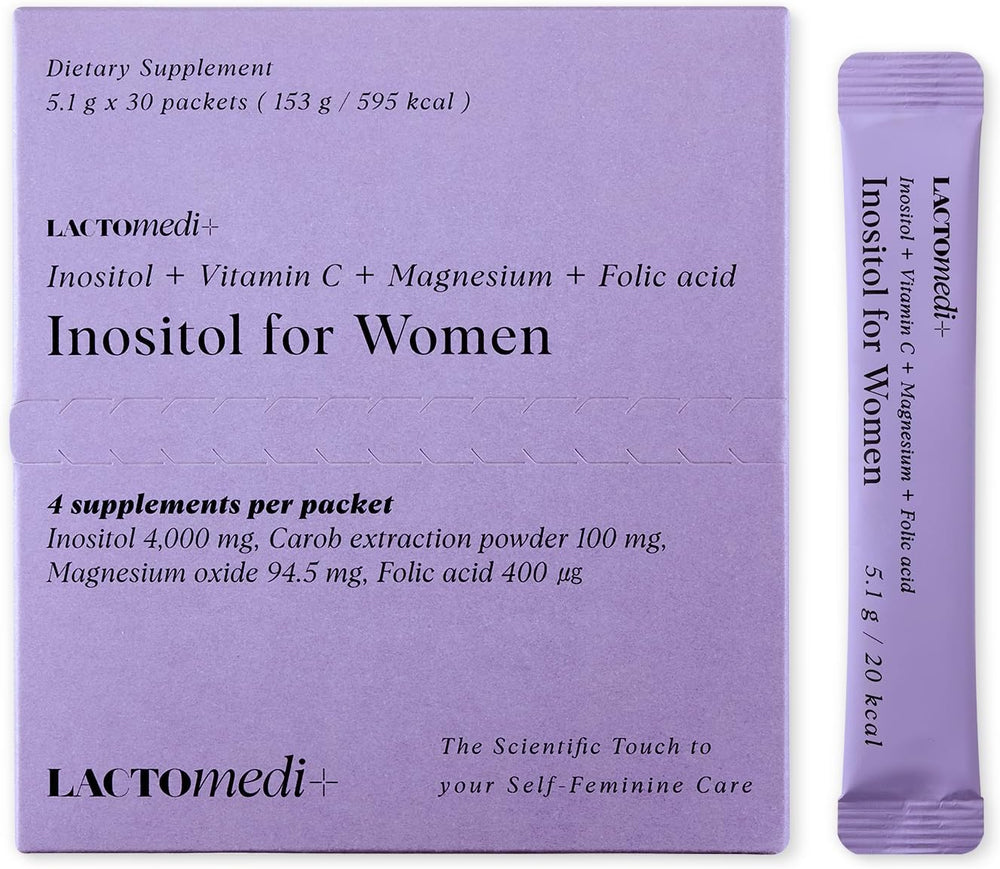 Dietary Supplement
5.1 g x 30 packets ( 153 g / 595 kcal )
LACTOmedi+
Inositol + Vitamin C + Magnesium + Folic acid
Inositol for Women
4 supplements per packet
Inositol 4,000 mg, Carob extraction powder 100 mg,
Magnesium oxide 94.5 mg, Folic acid 400 μg
LACTOmedi+
The Scientific Touch to
your Self-Feminine Care
LACTOmedi+
Inositol + Vitamin C + Magnesium + Folic acid
Inositol for Women 5.1 g / 20 kcal